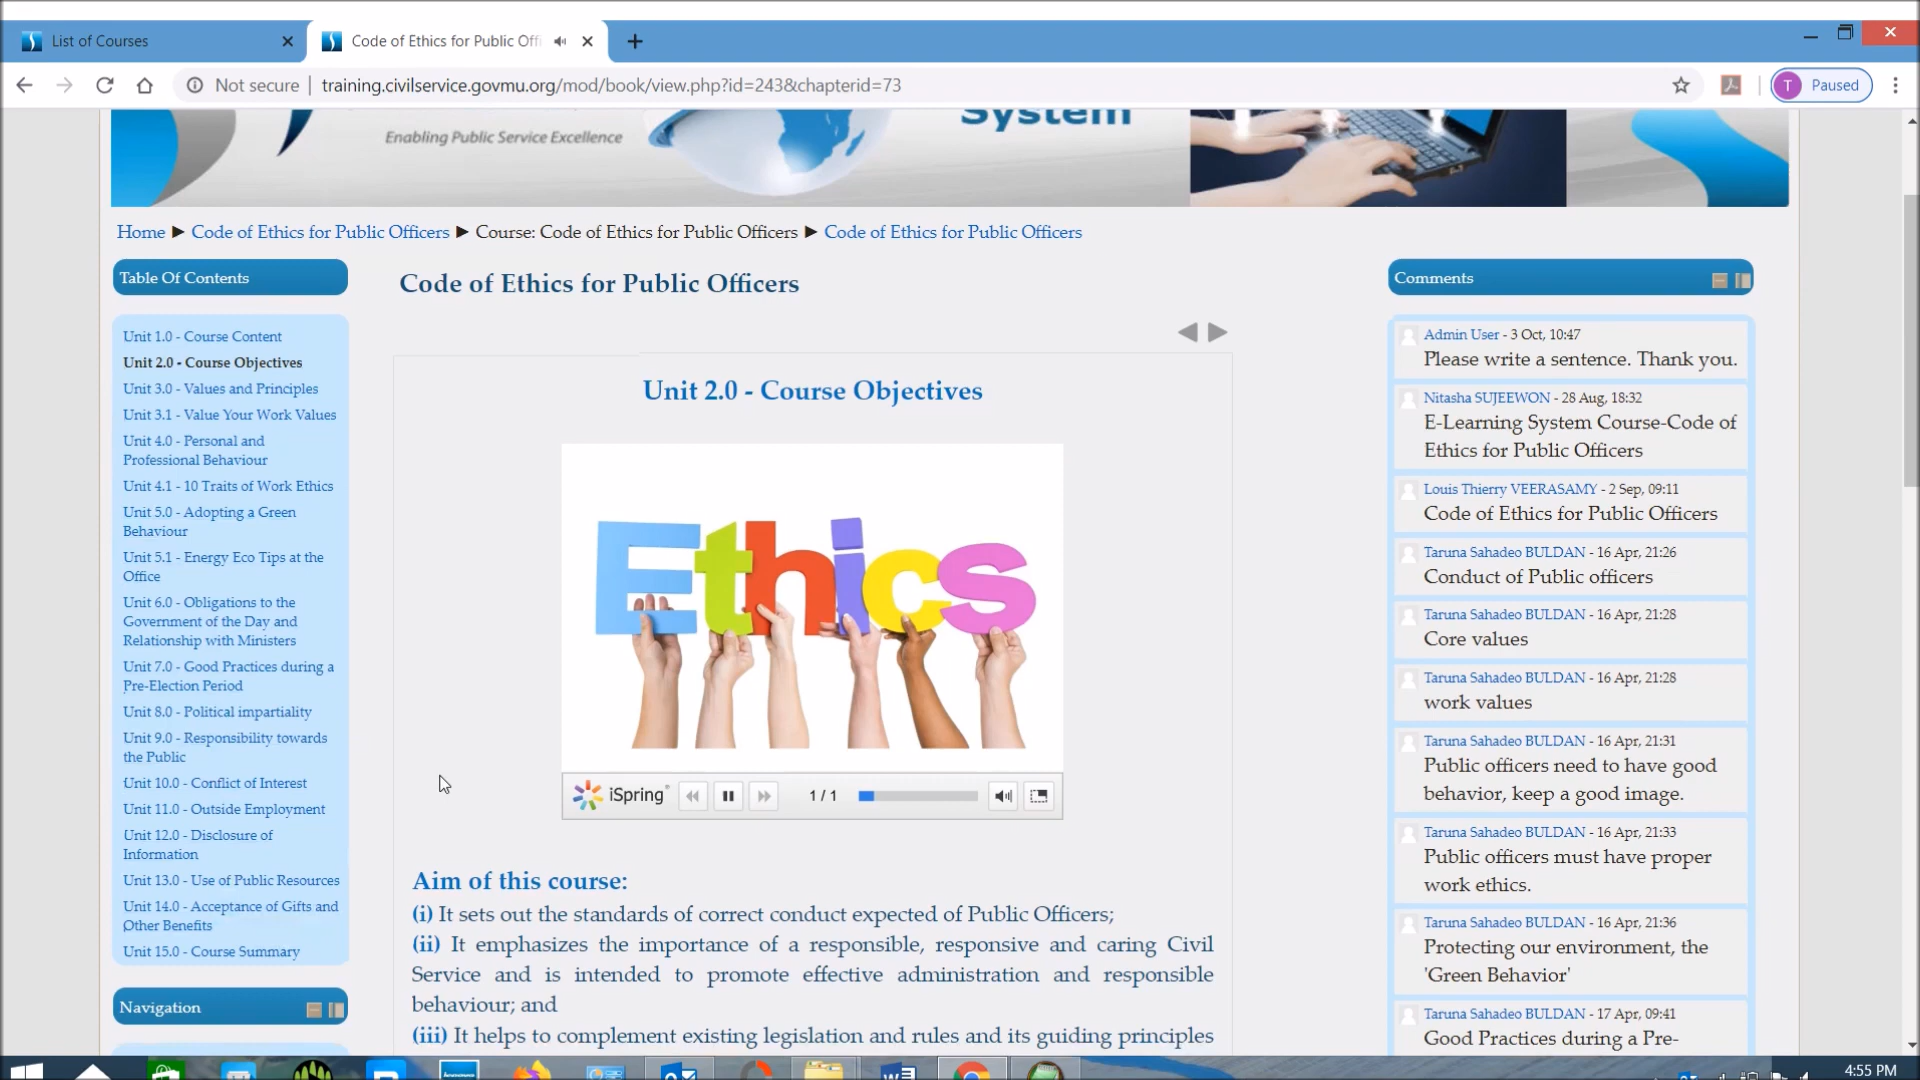 List of Courses
Code of Ethics for Public Offi
Not secure
training.civilservice.govmu.org/mod/book/view.php?id=243&chapterid=73
T Paused
Enabling Public Service Excellence
System
Home ► Code of Ethics for Public Officers ► Course: Code of Ethics for Public Officers ► Code of Ethics for Public Officers
Table Of Contents
Unit 1.0 - Course Content
Unit 2.0 - Course Objectives
Unit 3.0 - Values and Principles
Unit 3.1 - Value Your Work Values
Unit 4.0 - Personal and
Professional Behaviour
Unit 4.1 - 10 Traits of Work Ethics
Unit 5.0 - Adopting a Green
Behaviour
Unit 5.1 - Energy Eco Tips at the
Office
Unit 6.0 - Obligations to the
Government of the Day and
Relationship with Ministers
Unit 7.0 - Good Practices during a
Pre-Election Period
Unit 8.0 - Political impartiality
Unit 9.0 - Responsibility towards
the Public
Unit 10.0 - Conflict of Interest
Unit 11.0 - Outside Employment
Unit 12.0 - Disclosure of
Information
Unit 13.0 - Use of Public Resources
Unit 14.0 - Acceptance of Gifts and
Other Benefits
Unit 15.0 - Course Summary
Navigation
Code of Ethics for Public Officers
Unit 2.0 - Course Objectives
Ethics
iSpring
1 / 1
Aim of this course:
(i) It sets out the standards of correct conduct expected of Public Officers;
(ii) It emphasizes the importance of a responsible, responsive and caring Civil
Service and is intended to promote effective administration and responsible
behaviour; and
(iii) It helps to complement existing legislation and rules and its guiding principles
Comments
Admin User - 3 Oct, 10:47
Please write a sentence. Thank you.
Nitasha SUJEEWON - 28 Aug, 18:32
E-Learning System Course-Code of
Ethics for Public Officers
Louis Thierry VEERASAMY - 2 Sep, 09:11
Code of Ethics for Public Officers
Taruna Sahadeo BULDAN - 16 Apr, 21:26
Conduct of Public officers
Taruna Sahadeo BULDAN - 16 Apr, 21:28
Core values
Taruna Sahadeo BULDAN - 16 Apr, 21:28
work values
Taruna Sahadeo BULDAN - 16 Apr, 21:31
Public officers need to have good
behavior, keep a good image.
Taruna Sahadeo BULDAN - 16 Apr, 21:33
Public officers must have proper
work ethics.
Taruna Sahadeo BULDAN - 16 Apr, 21:36
Protecting our environment, the
'Green Behavior'
Taruna Sahadeo BULDAN - 17 Apr, 09:41
Good Practices during a Pre-
4:55 PM